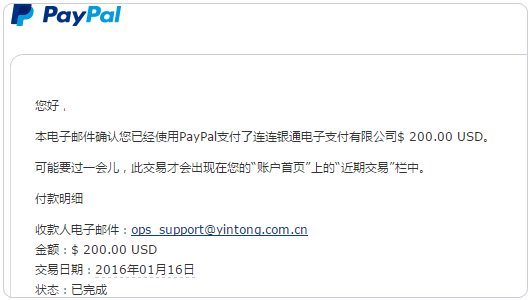 PayPal
您好，
本电子邮件确认您已经使用PayPal支付了连连银通电子支付有限公司$ 200.00 USD。
可能要过一会儿，此交易才会出现在您的“账户首页”上的“近期交易”栏中。
付款明细
收款人电子邮件：ops_support@yintong.com.cn
金额：$ 200.00 USD
交易日期：2016年01月16日
状态：已完成